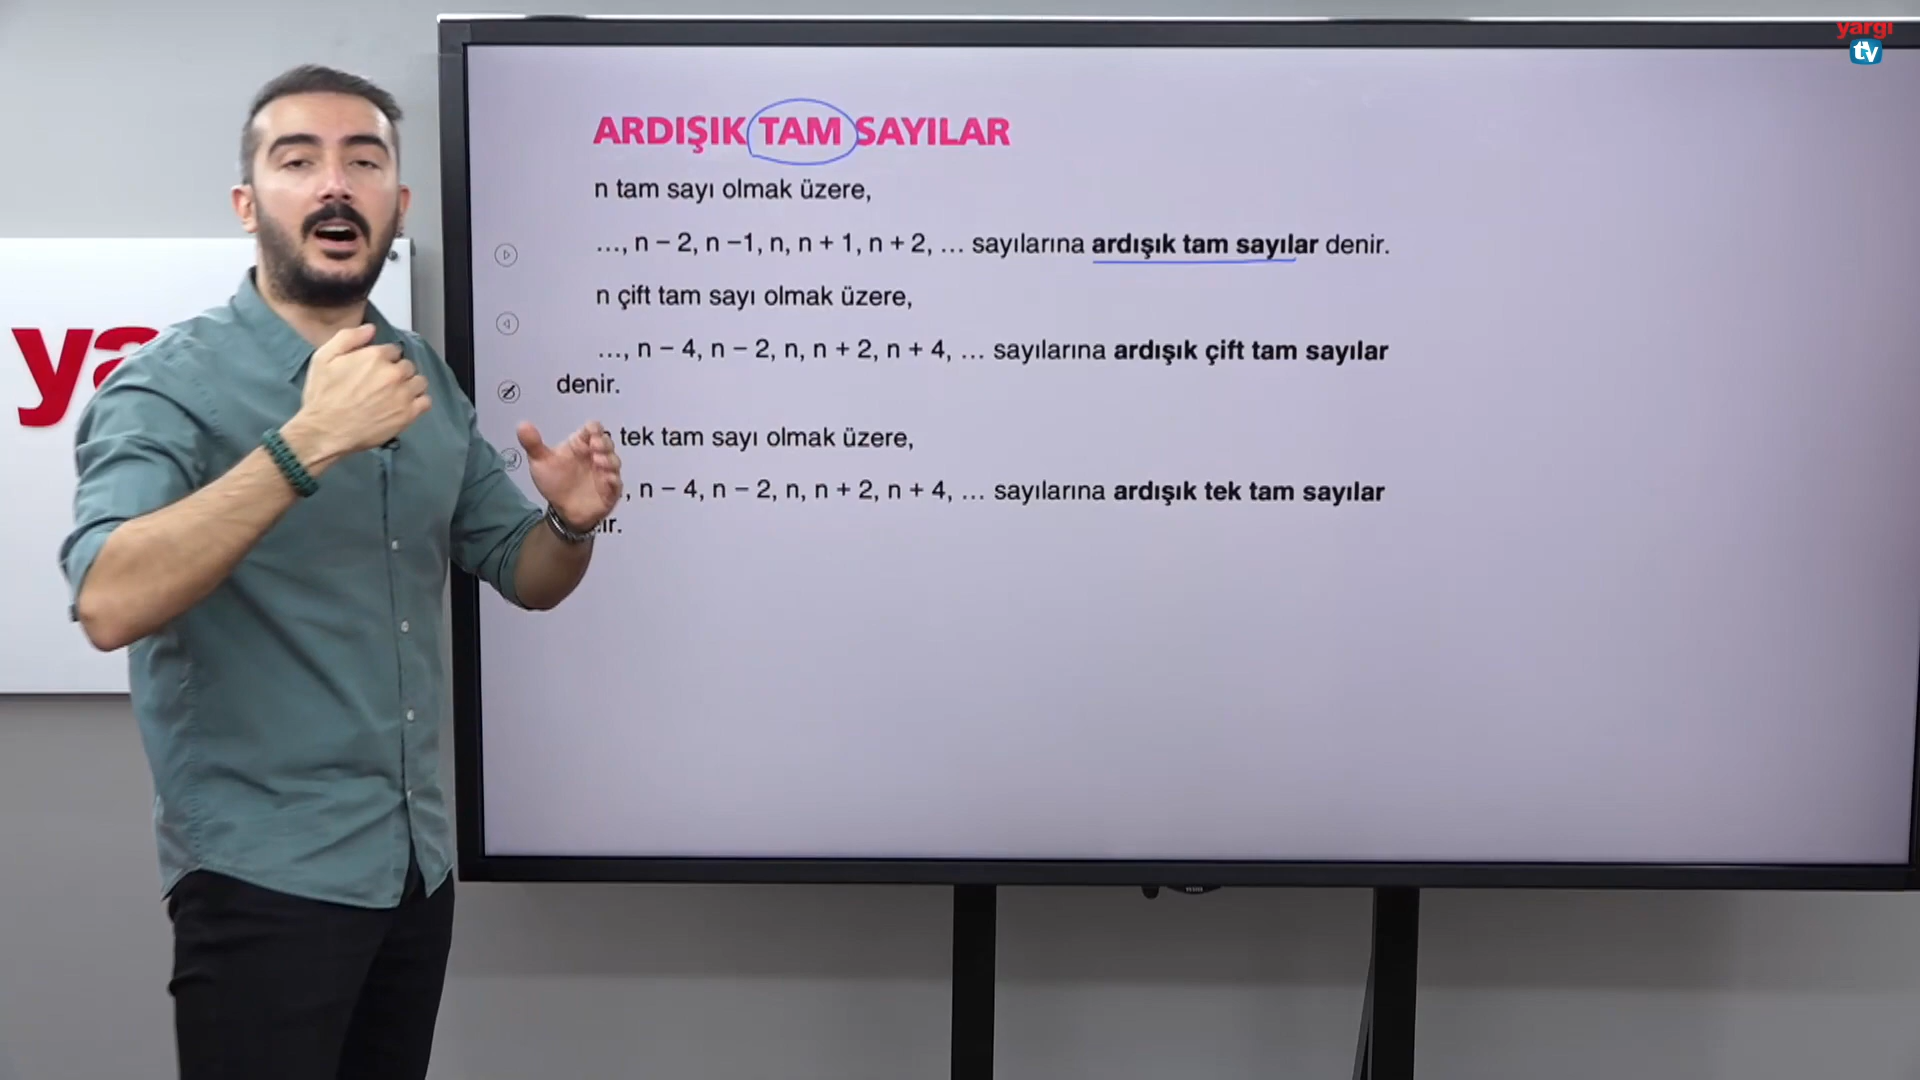 yargı
tv
ya
ARDIŞIK TAM SAYILAR
n tam sayı olmak üzere,
..., n – 2, n –1, n, n + 1, n + 2, ... sayılarına ardışık tam sayılar denir.
n çift tam sayı olmak üzere,
..., n – 4, n – 2, n, n + 2, n + 4, ... sayılarına ardışık çift tam sayılar
denir.
tek tam sayı olmak üzere,
, n – 4, n – 2, n, n + 2, n + 4, ... sayılarına ardışık tek tam sayılar
ir.